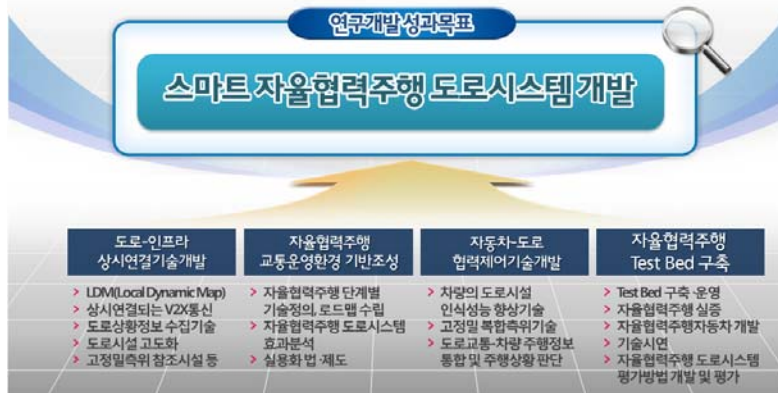 연구개발 성과목표
스마트 자율협력주행 도로시스템 개발
도로-인프라
상시연결기술개발
> LDM(Local Dynamic Map)
> 상시연결되는 V2X통신
> 도로상황정보 수집기술
> 도로시설 고도화
> 고정밀측위 참조시설 등
자율협력주행
교통운영환경 기반조성
> 자율협력주행 단계별
기술정의, 로드맵 수립
> 자율협력주행 도로시스템
효과분석
> 실용화 법·제도
자동차-도로
협력제어기술개발
> 차량의 도로시설
인식성능 향상기술
> 고정밀 복합측위기술
> 도로교통-차량 주행정보
통합 및 주행상황 판단
자율협력주행
Test Bed 구축
> Test Bed 구축·운영
> 자율협력주행 실증
> 자율협력주행자동차 개발
> 기술시연
> 자율협력주행 도로시스템
평가방법 개발 및 평가